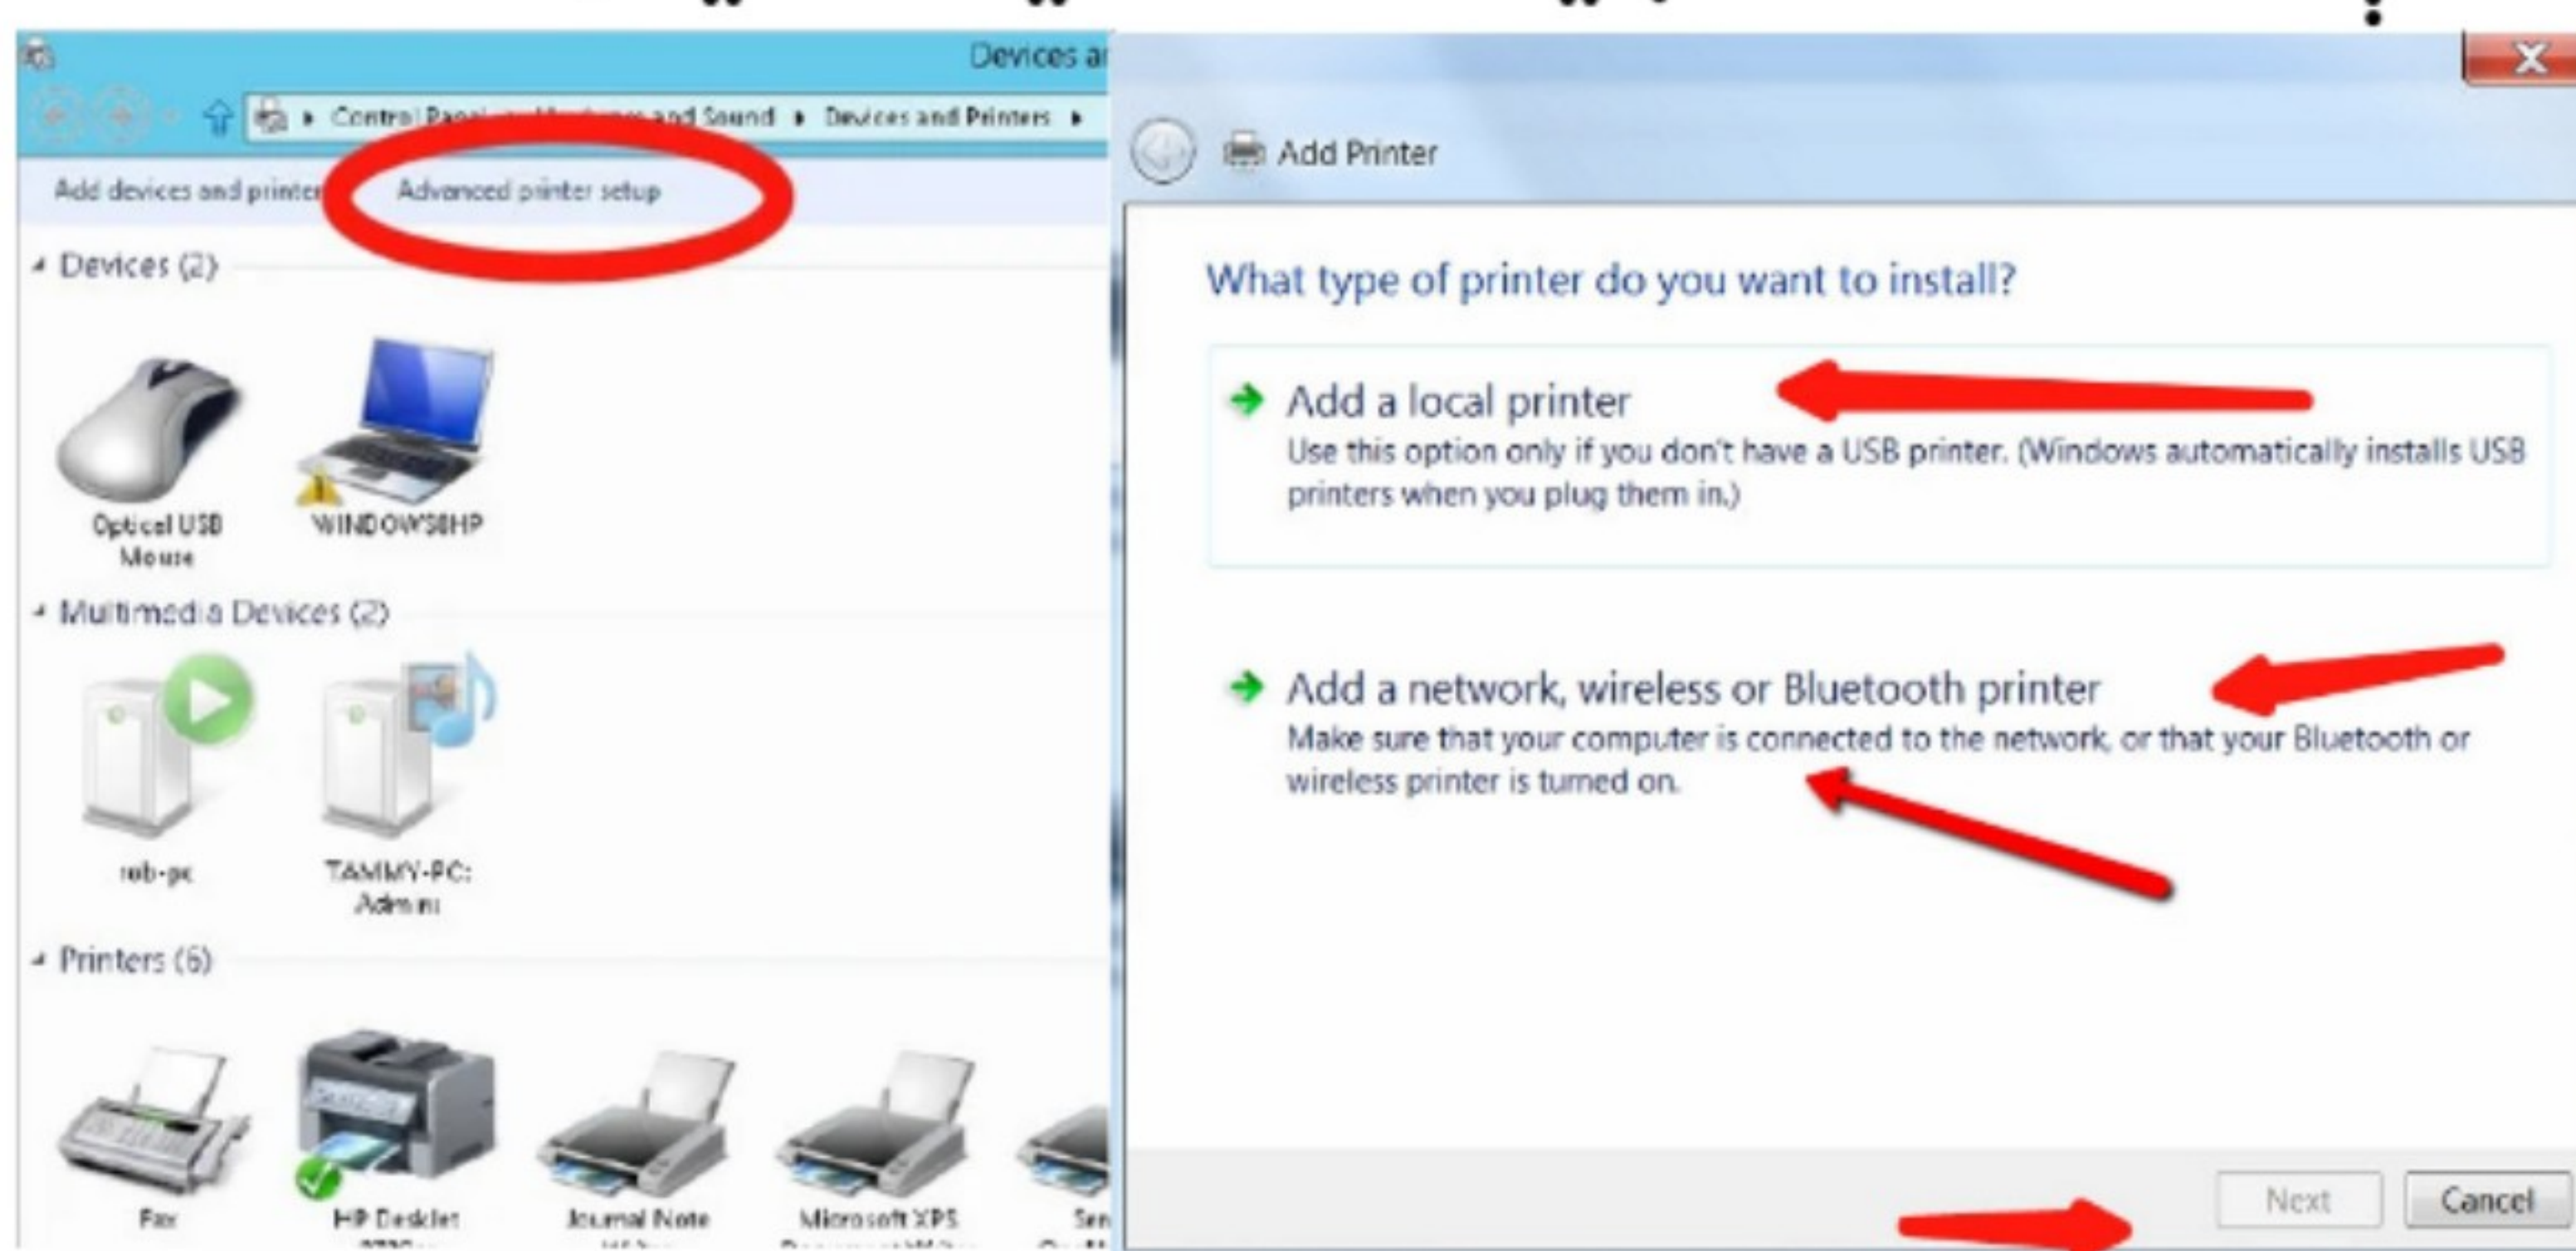 Devices
Control Panel and Sound Devices and Printers
Add devices and printer Advanced printer setup
Devices (2)
Optical USB
Mouse
WINDOWS8HP
Multimedia Devices (2)
rob-pc
TAMMY-PC:
Admin:
Printers (6)
Fax
HP DeskJet
Journal Note
Microsoft XPS
Add Printer
What type of printer do you want to install?
Add a local printer
Use this option only if you don't have a USB printer. (Windows automatically installs USB
printers when you plug them in.)
Add a network, wireless or Bluetooth printer
Make sure that your computer is connected to the network, or that your Bluetooth or
wireless printer is turned on.
Next Cancel